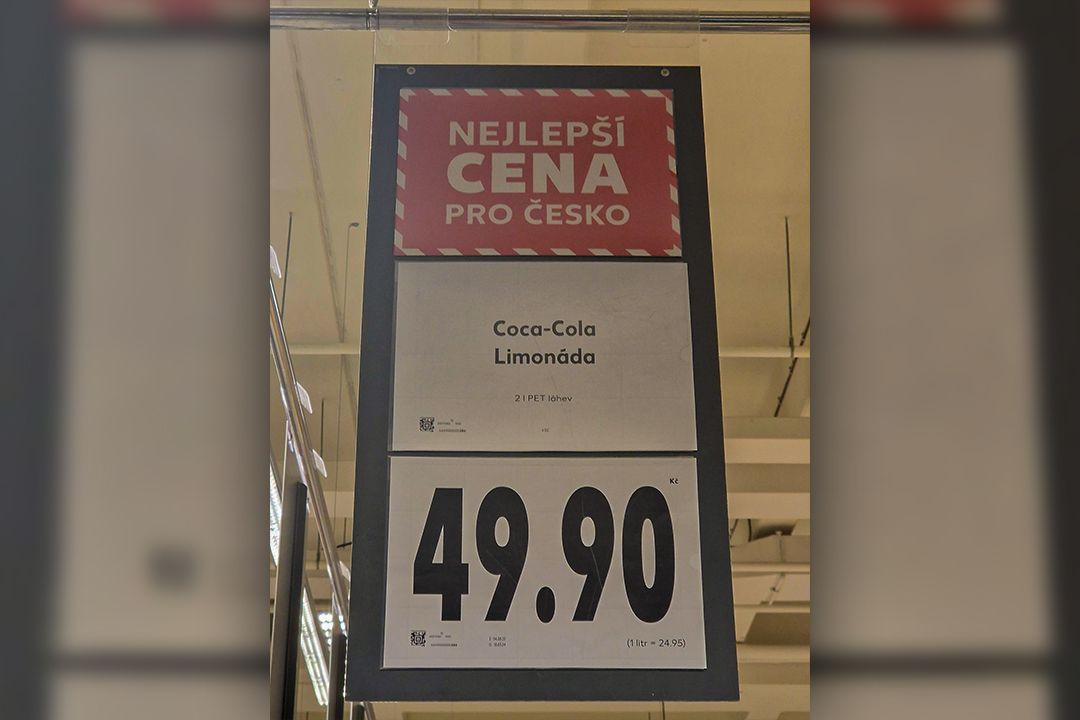 NEJLEPŠÍ
CENA
PRO ČESKO
Coca-Cola
Limonáda
2 l PET láhev
Kč
49.90
(1 litr = 24.95)